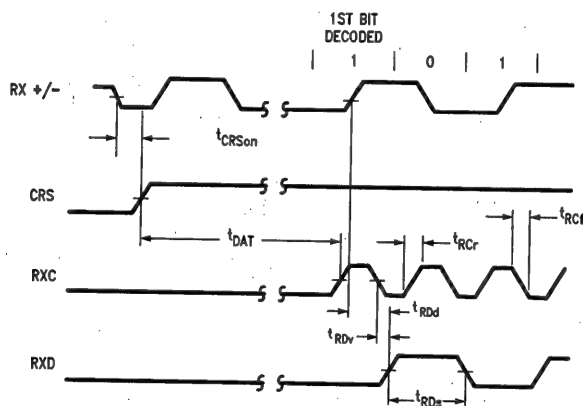 1ST BIT
DECODED
1 0 1
RX +/-
tCRSon
CRS
tDAT
tRCr
tRCf
RXC
tRDd
tRDv
RXD
tRDs